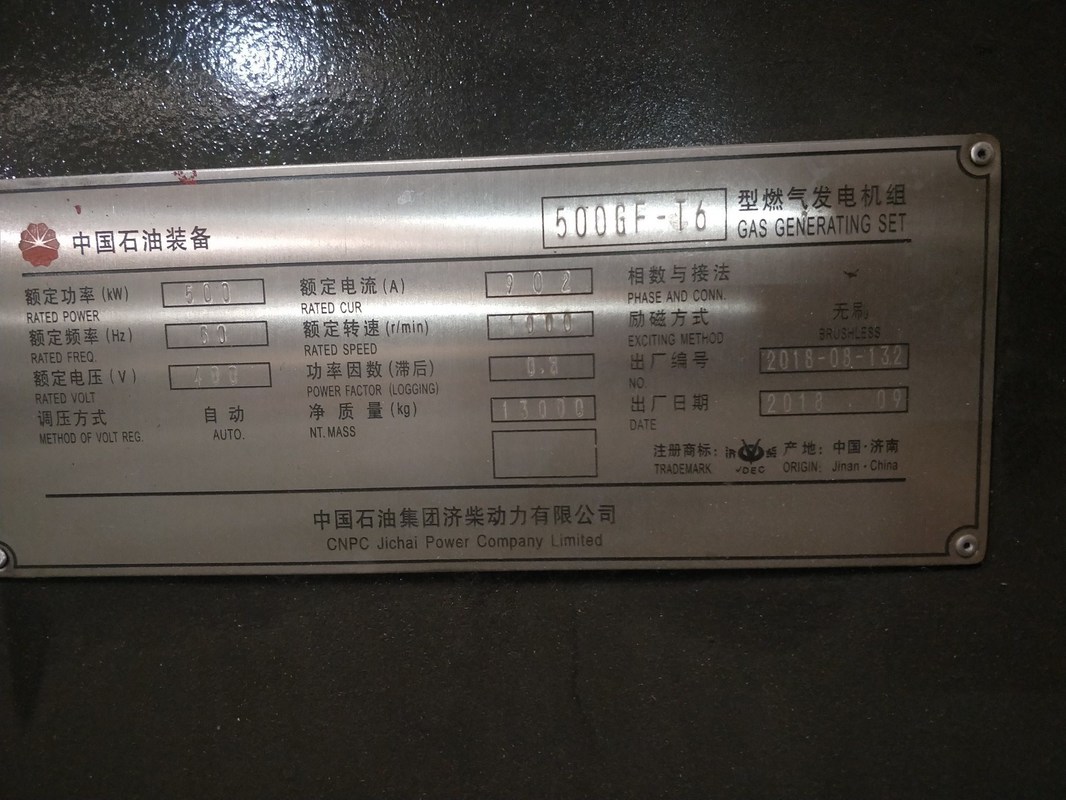 中国石油装备
500GF-T6 型燃气发电机组
GAS GENERATING SET
额定功率(kW) 500
RATED POWER
额定频率(Hz)
RATED FREQ.
额定电压(V) 400
RATED VOLT
调压方式 自动
METHOD OF VOLT REG. AUTO.
额定电流(A) 902
RATED CUR
额定转速(r/min) 1000
RATED SPEED
功率因数(滞后) 0.8
POWER FACTOR (LOGGING)
净质量(kg) 13000
NT. MASS
相数与接法
PHASE AND CONN.
励磁方式 无刷
EXCITING METHOD BRUSHLESS
出厂编号 2018-08-132
NO.
出厂日期 2018 . 09
DATE
注册商标: 产地: 中国·济南
TRADEMARK JDEC ORIGIN: Jinan·China
中国石油集团济柴动力有限公司
CNPC Jichai Power Company Limited